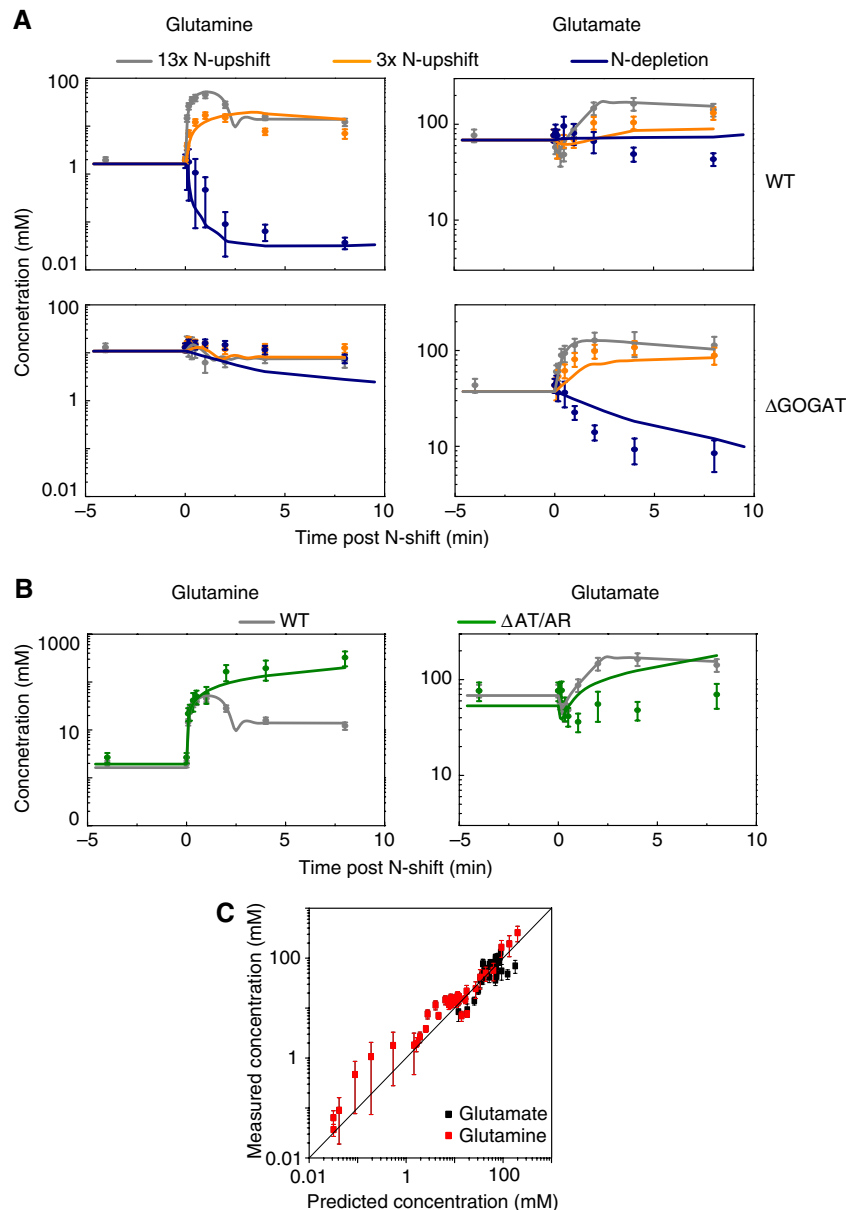 A
Glutamine
Glutamate
13x N-upshift
3x N-upshift
N-depletion
Concnetration (mM)
100
1
0.01
100
10
WT
10
1
0.01
100
10
ΔGOGAT
–5
0
5
10
–5
0
5
10
Time post N-shift (min)
B
Glutamine
Glutamate
WT
ΔAT/AR
Concnetration (mM)
1000
10
0
100
10
–5
0
5
10
–5
0
5
10
Time post N-shift (min)
C
Measured concentration (mM)
100
1
0.01
Glutamate
Glutamine
0.01
1
100
Predicted concentration (mM)